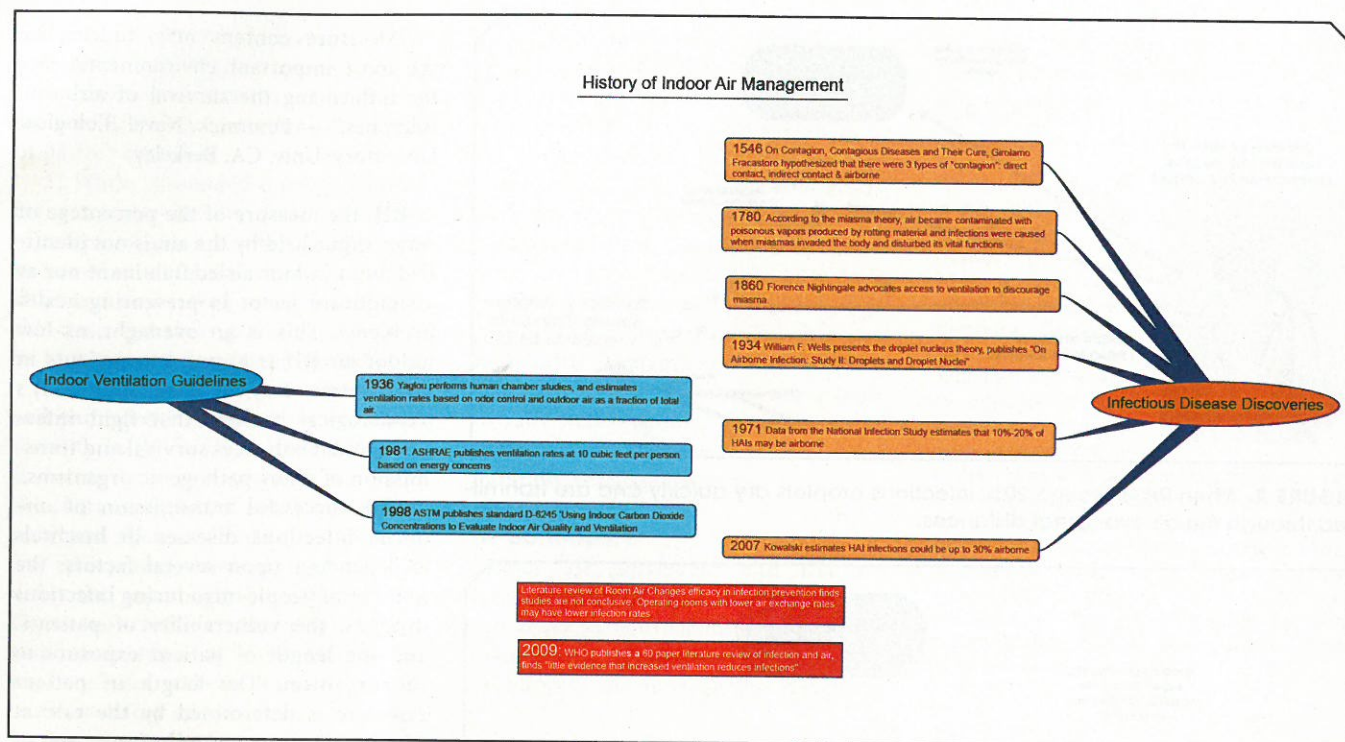 History of Indoor Air Management
1546 On Contagion, Contagious Diseases and Their Cure, Girolamo
Fracastoro hypothesized that there were 3 types of "contagion": direct
contact, indirect contact & airborne
1780 According to the miasma theory, air became contaminated with
poisonous vapors produced by rotting material and infections were caused
when miasmas invaded the body and disturbed its vital functions
1860 Florence Nightingale advocates access to ventilation to discourage
miasma
1934 William F. Wells presents the droplet nucleus theory, publishes "On
Airborne Infection: Study II: Droplets and Droplet Nuclei"
1971 Data from the National Infection Study estimates that 10%-20% of
HAIs may be airborne
2007 Kowalski estimates HAI infections could be up to 30% airborne
Infectious Disease Discoveries
Indoor Ventilation Guidelines
1936 Yaglou performs human chamber studies, and estimates
ventilation rates based on odor control and outdoor air as a fraction of total
air.
1981 ASHRAE publishes ventilation rates at 10 cubic feet per person
based on energy concerns
1998 ASTM publishes standard D-6245 "Using Indoor Carbon Dioxide
Concentrations to Evaluate Indoor Air Quality and Ventilation
Literature review of Room Air Changes efficacy in infection prevention finds
studies are not conclusive. Operating rooms with lower air exchange rates
may have lower infection rates
2009: WHO publishes a 60 paper literature review of infection and air,
finds "little evidence that increased ventilation reduces infections".